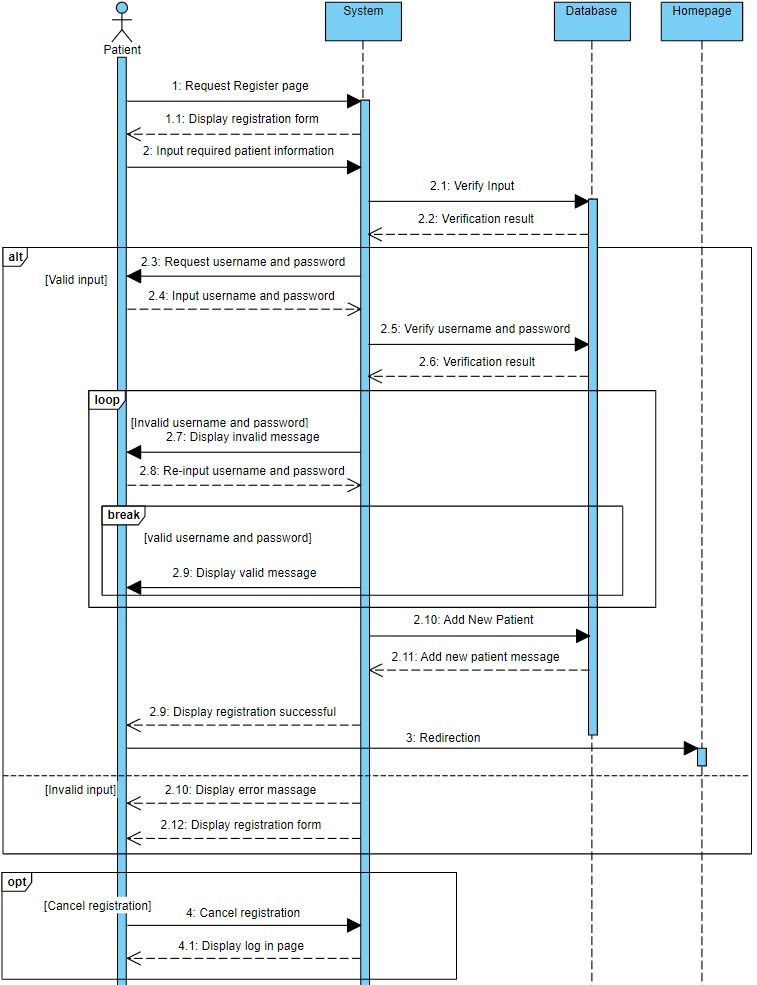 System
Database
Homepage
Patient
1: Request Register page
1.1: Display registration form
2: Input required patient information
2.1: Verify Input
2.2: Verification result
alt
2.3: Request username and password
[Valid input]
2.4: Input username and password
2.5: Verify username and password
2.6: Verification result
loop
[Invalid username and password]
2.7: Display invalid message
2.8: Re-input username and password
break
[valid username and password]
2.9: Display valid message
2.10: Add New Patient
2.11: Add new patient message
2.9: Display registration successful
3: Redirection
[Invalid input]
2.10: Display error massage
2.12: Display registration form
opt
[Cancel registration]
4: Cancel registration
4.1: Display log in page